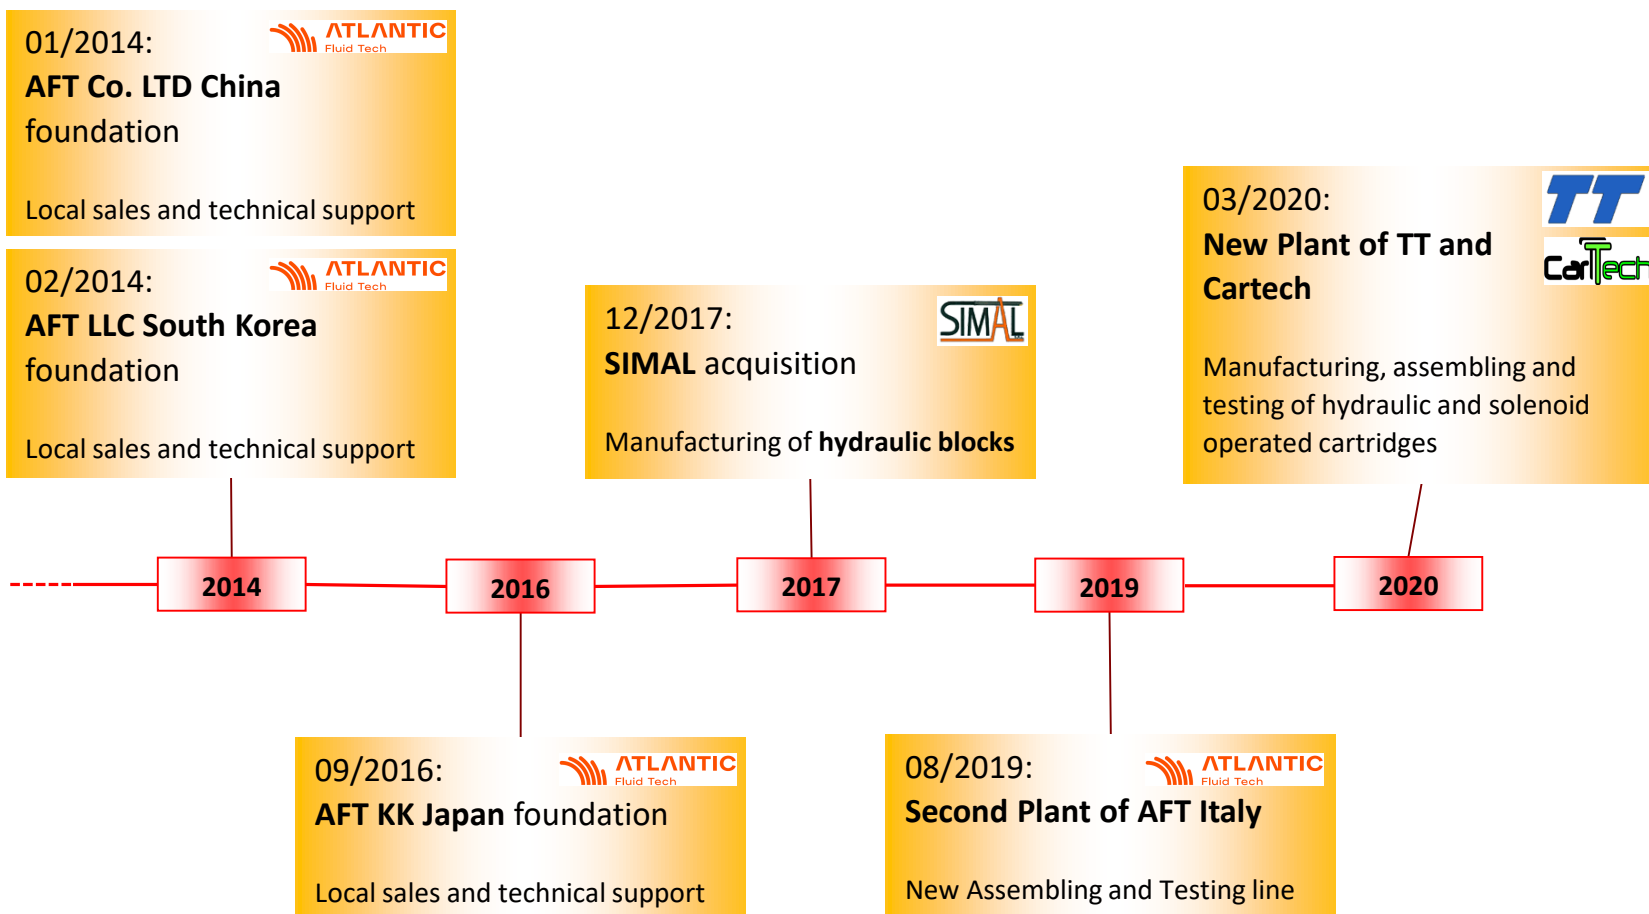 01/2014:
ATLANTIC
Fluid Tech
AFT Co. LTD China
foundation
Local sales and technical support
02/2014:
ATLANTIC
Fluid Tech
AFT LLC South Korea
foundation
Local sales and technical support
12/2017:
SIMAL
SIMAL acquisition
Manufacturing of hydraulic blocks
03/2020:
TT
New Plant of TT and
Cartech
CarTech
Manufacturing, assembling and
testing of hydraulic and solenoid
operated cartridges
2014
2016
2017
2019
2020
09/2016:
ATLANTIC
Fluid Tech
AFT KK Japan foundation
Local sales and technical support
08/2019:
ATLANTIC
Fluid Tech
Second Plant of AFT Italy
New Assembling and Testing line